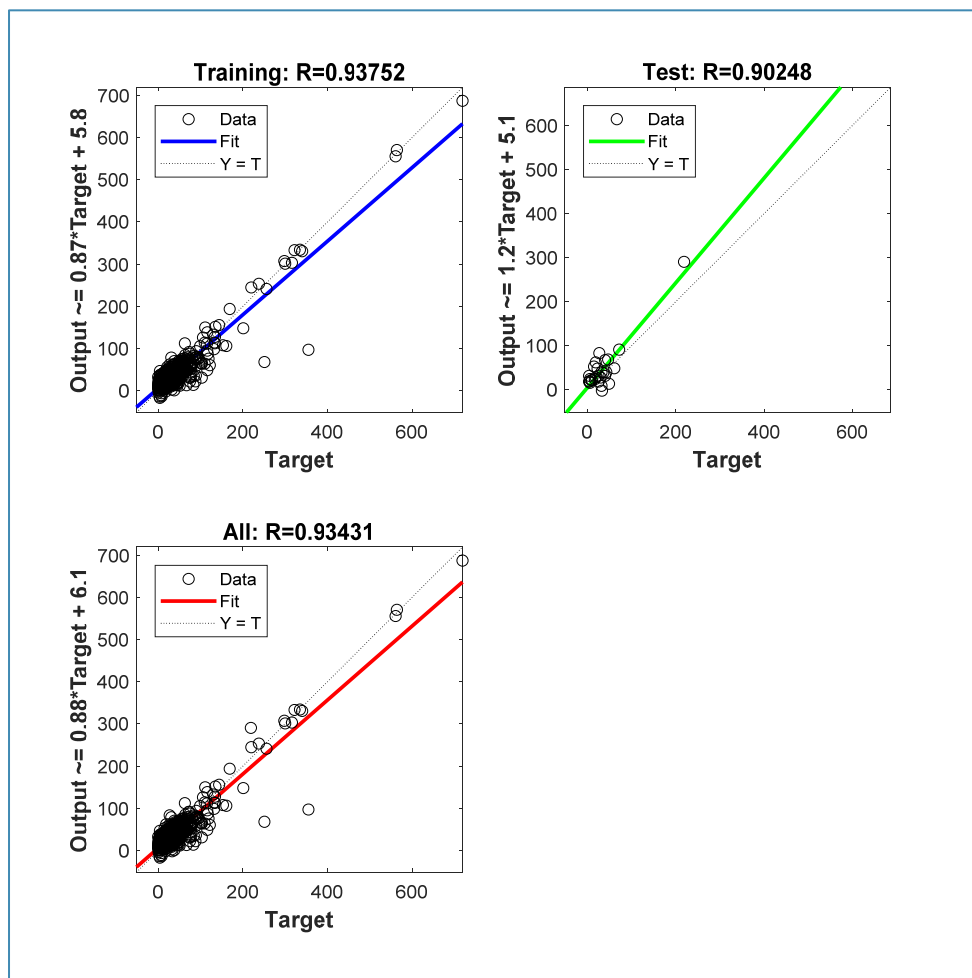 Training: R=0.93752
Output ~= 0.87*Target + 5.8
700
600
500
400
300
200
100
0
Data
Fit
Y = T
0
200
400
600
Target
Test: R=0.90248
Output ~= 1.2*Target + 5.1
600
500
400
300
200
100
0
Data
Fit
Y = T
0
200
400
600
Target
All: R=0.93431
Output ~= 0.88*Target + 6.1
700
600
500
400
300
200
100
0
Data
Fit
Y = T
0
200
400
600
Target